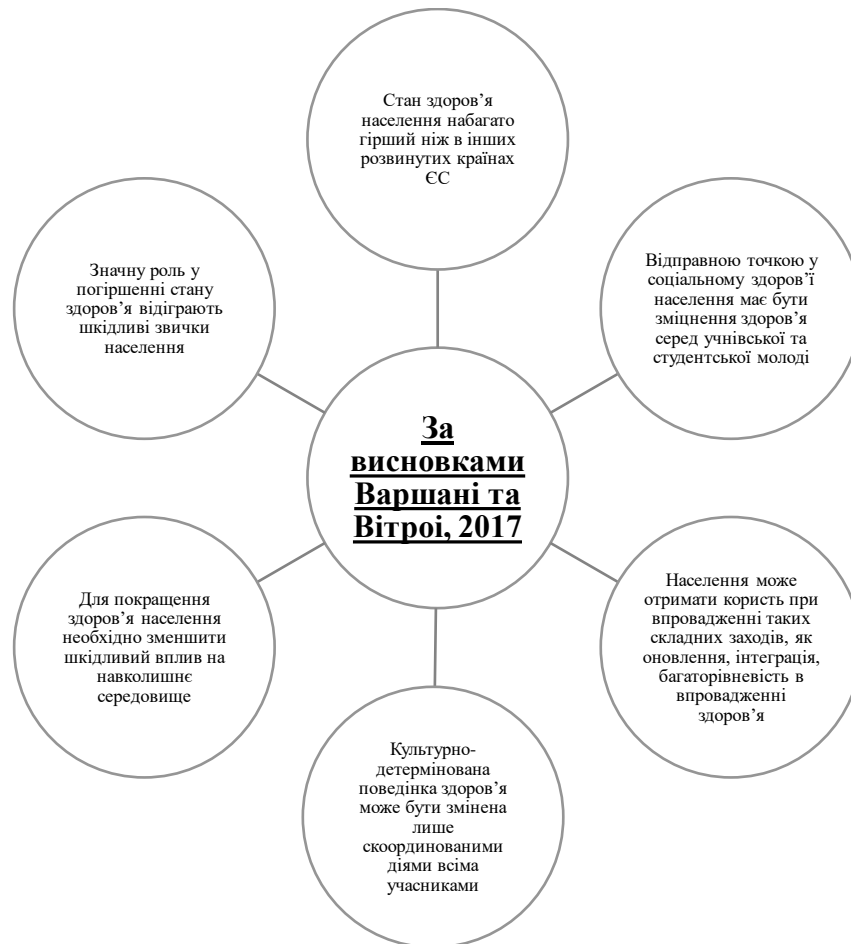 Стан здоров’я
населення набагато
гірший ніж в інших
розвинутих країнах
ЄС
Відправною точкою у
соціальному здоров’ї
населення має бути
зміцнення здоров’я
серед учнівської та
студентської молоді
Населення може
отримати користь при
впровадженні таких
складних заходів, як
оновлення, інтеграція,
багаторівневість в
впровадженні
здоров’я
Культурно-
детермінована
поведінка здоров’я
може бути змінена
лише
скоординованими
діями всіма
учасниками
Для покращення
здоров’я населення
необхідно зменшити
шкідливий вплив на
навколишнє
середовище
Значну роль у
погіршенні стану
здоров’я відіграють
шкідливі звички
населення
За
висновками
Варшані та
Вітроі, 2017